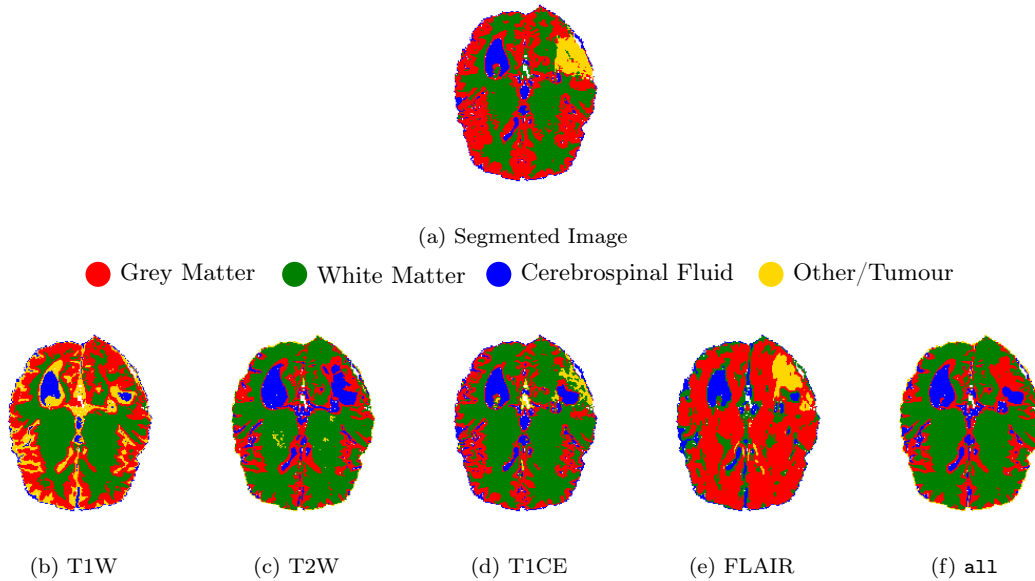 (a) Segmented Image
Grey Matter White Matter Cerebrospinal Fluid Other/Tumour
(b) T1W (c) T2W (d) T1CE (e) FLAIR (f) all